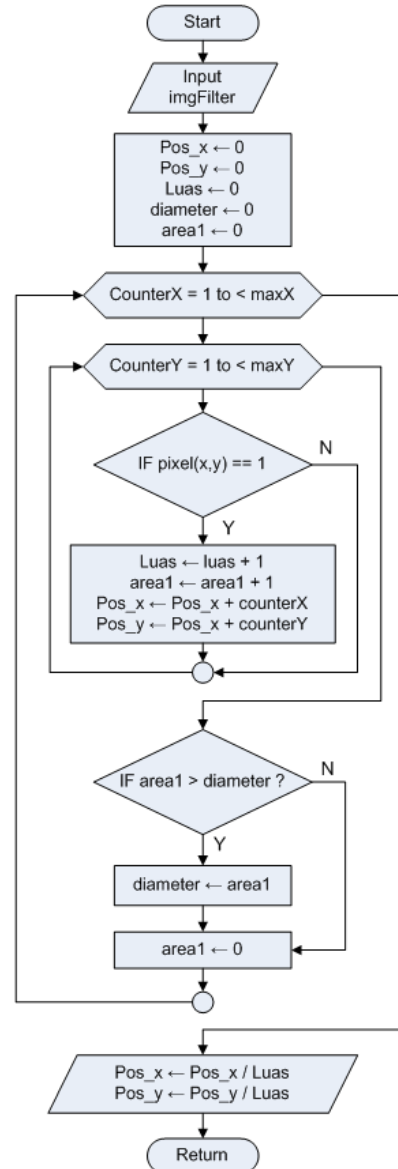 Start
Input
imgFilter
Pos_x ← 0
Pos_y ← 0
Luas ← 0
diameter ← 0
area1 ← 0
CounterX = 1 to < maxX
CounterY = 1 to < maxY
IF pixel(x,y) == 1
N
Y
Luas ← luas + 1
area1 ← area1 + 1
Pos_x ← Pos_x + counterX
Pos_y ← Pos_x + counterY
IF area1 > diameter ?
N
Y
diameter ← area1
area1 ← 0
Pos_x ← Pos_x / Luas
Pos_y ← Pos_y / Luas
Return